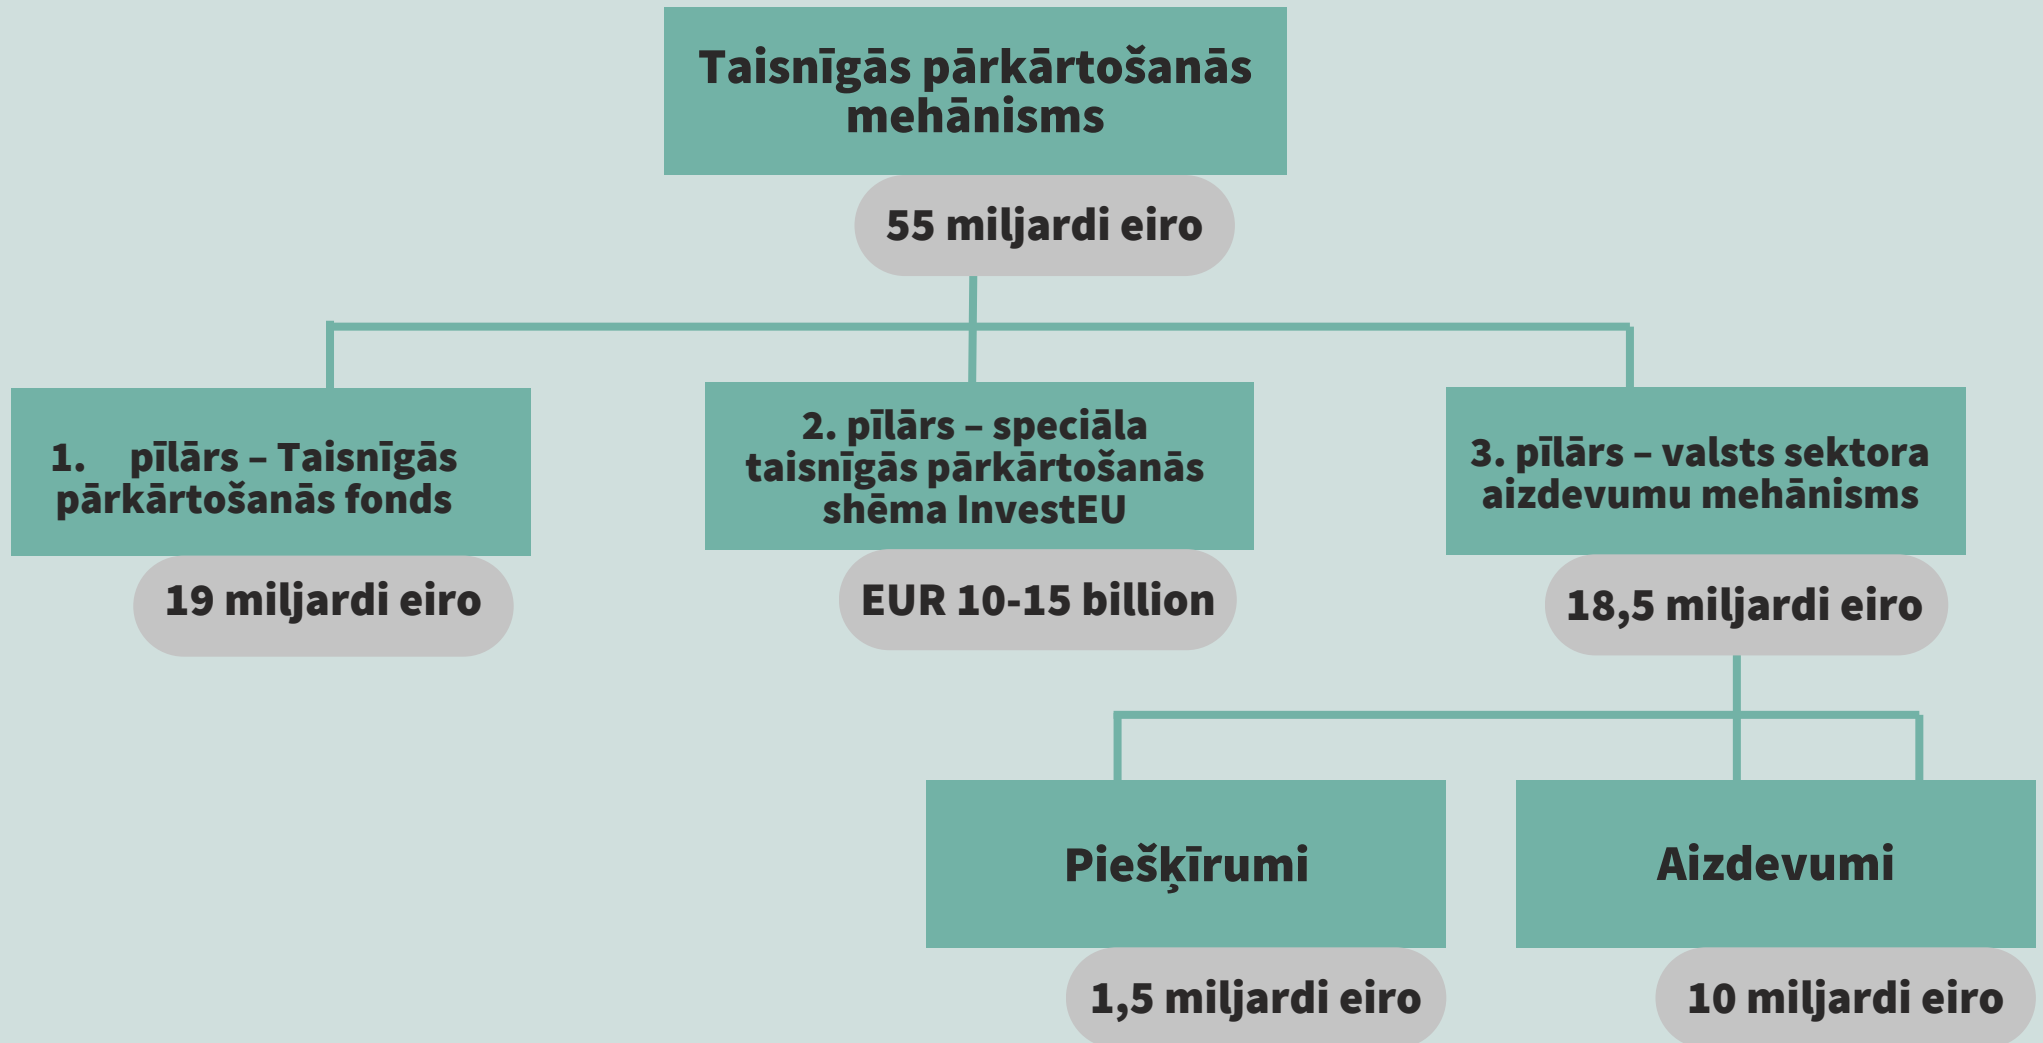 Taisnīgās pārkārtošanās
mehānisms
55 miljardi eiro
1. pīlārs – Taisnīgās
pārkārtošanās fonds
19 miljardi eiro
2. pīlārs – speciāla
taisnīgās pārkārtošanās
shēma InvestEU
EUR 10-15 billion
3. pīlārs – valsts sektora
aizdevumu mehānisms
18,5 miljardi eiro
Piešķīrumi
1,5 miljardi eiro
Aizdevumi
10 miljardi eiro